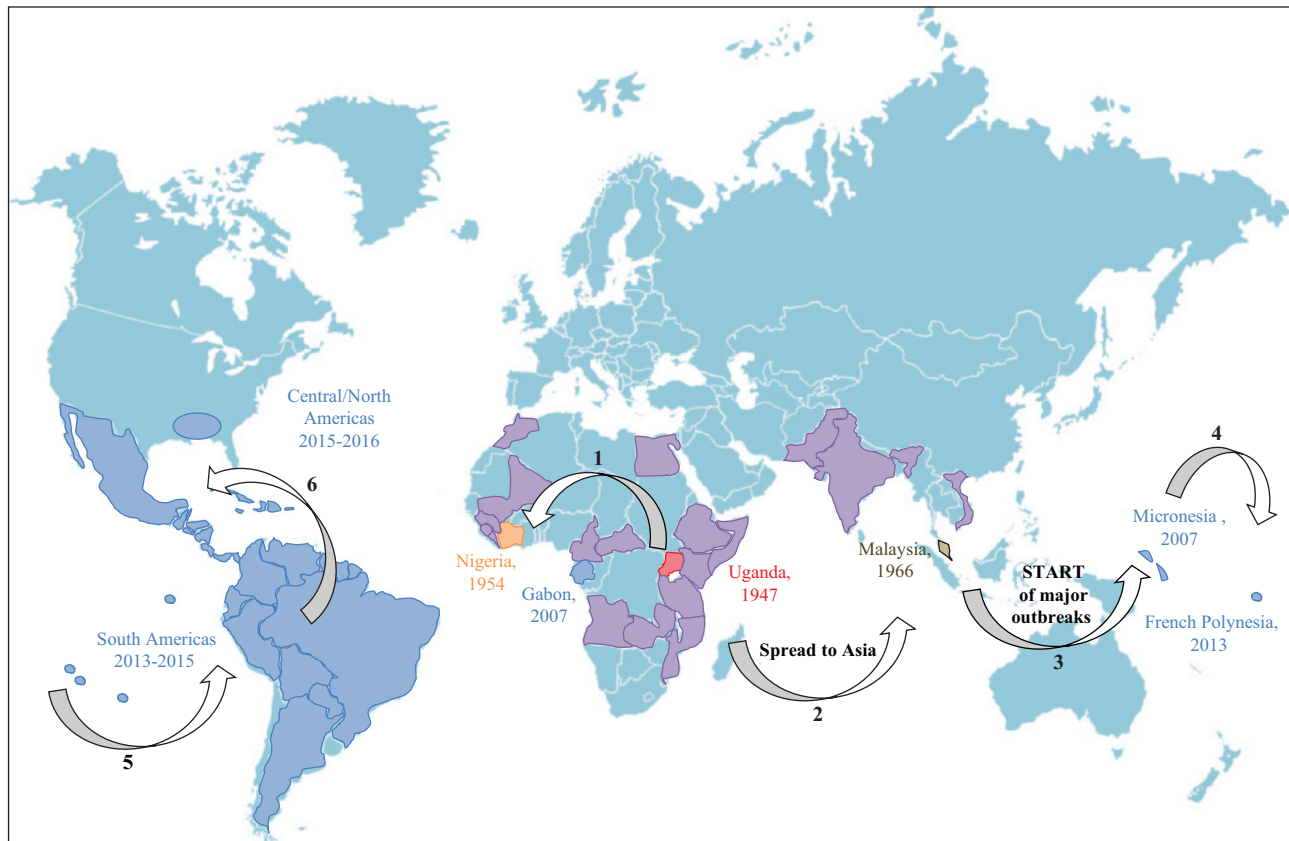 Central/North
Americas
2015-2016
6
South Americas
2013-2015
5
1
Nigeria,
1954
Gabon,
2007
Uganda,
1947
Spread to Asia
2
Malaysia,
1966
START
of major
outbreaks
3
4
Micronesia ,
2007
French Polynesia,
2013